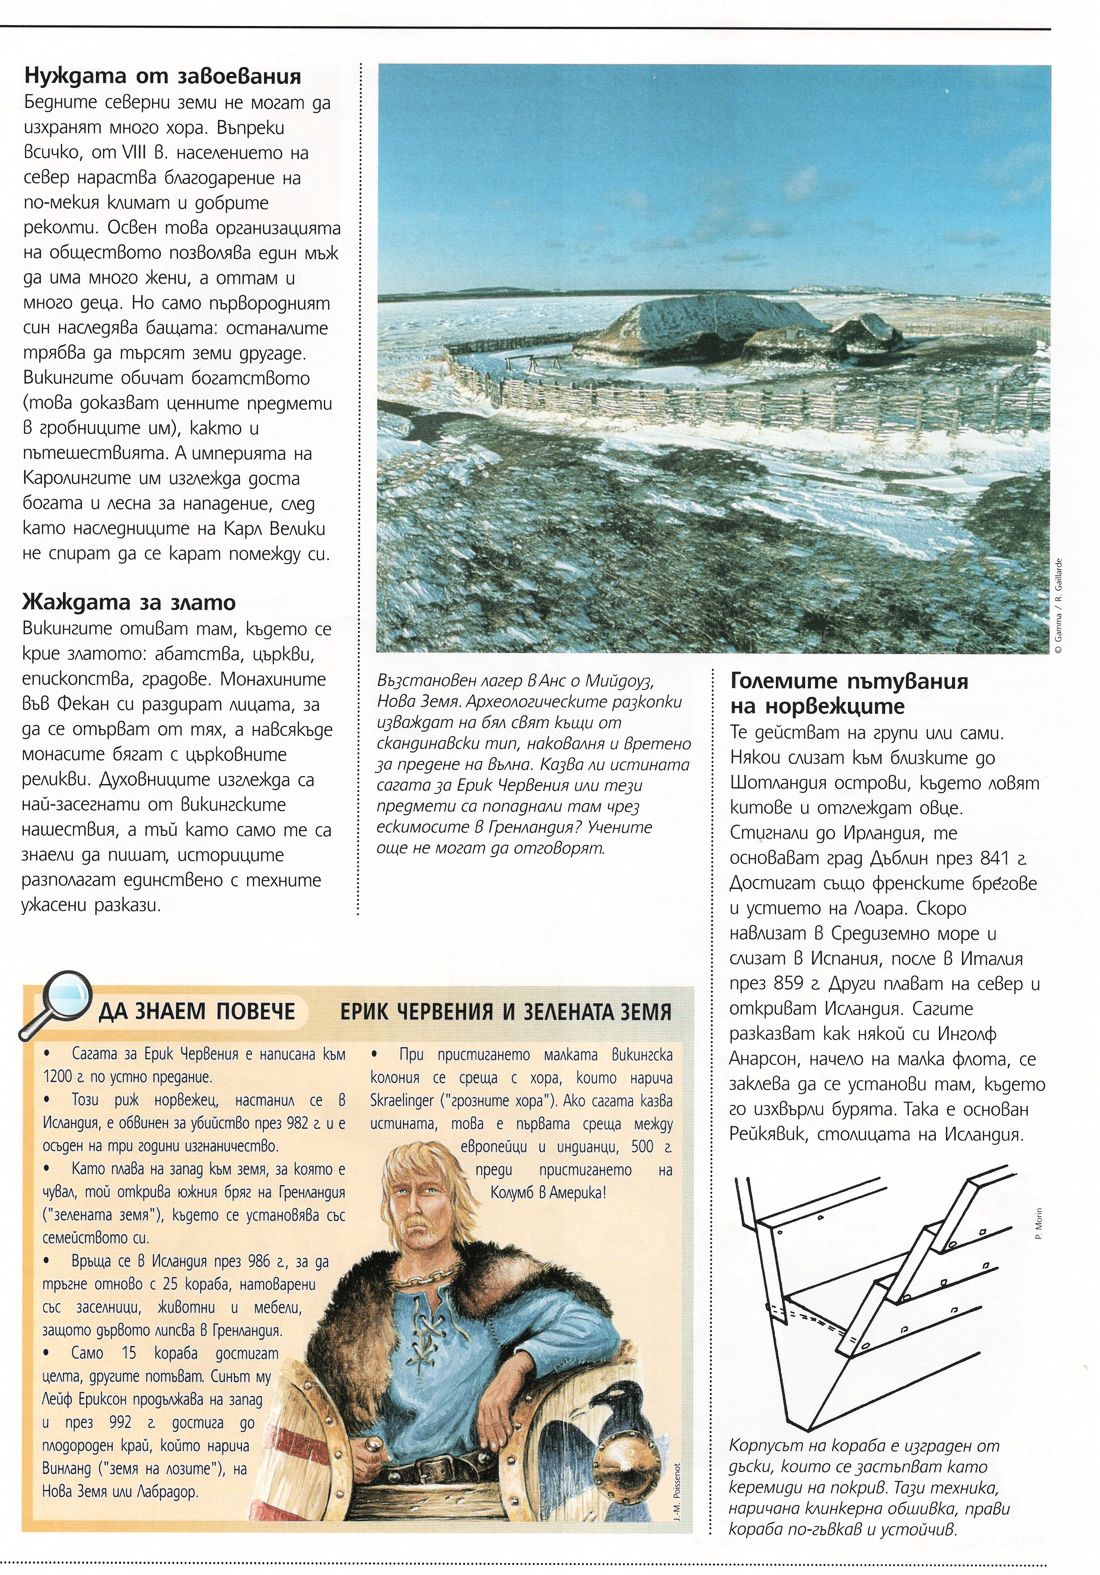 Нуждата от завоевания
Бедните северни земи не могат да
изхранят много хора. Въпреки
всичко, от VIII в. населението на
север нараства благодарение на
по-мекия климат и добрите
реколти. Освен това организацията
на обществото позволява един мъж
да има много жени, а оттам и
много деца. Но само първородният
син наследява бащата: останалите
трябва да търсят земи другаде.
Викингите обичат богатството
(това доказват ценните предмети
в гробниците им), както и
пътешествията. А империята на
Каролингите им изглежда доста
богата и лесна за нападение, след
като наследниците на Карл Велики
не спират да се карат помежду си.
Жаждата за злато
Викингите отиват там, където се
крие златото: абатства, църкви,
епископства, градове. Монахините
във Фекан си раздират лицата, за
да се отърват от тях, а навсякъде
монасите бягат с църковните
реликви. Духовниците изглежда са
най-засегнати от викингските
нашествия, а тъй като само те са
знаели да пишат, историците
разполагат единствено с техните
ужасени разкази.
© Gamma / R. Gaillarde
Възстановен лагер в Анс о Мийдоуз,
Нова Земя. Археологическите разкопки
изваждат на бял свят къщи от
скандинавски тип, наковалня и вретено
за предене на вълна. Казва ли истината
сагата за Ерик Червения или тези
предмети са попаднали там чрез
ескимосите в Гренландия? Учените
още не могат да отговорят.
Големите пътувания
на норвежците
Те действат на групи или сами.
Някои слизат към близките до
Шотландия острови, където ловят
китове и отглеждат овце.
Стигнали до Ирландия, те
основават град Дъблин през 841 г.
Достигат също френските брегове
и устието на Лоара. Скоро
навлизат в Средиземно море и
слизат в Испания, после в Италия
през 859 г. Други плават на север и
откриват Исландия. Сагите
разказват как някой си Инголф
Анарсон, начело на малка флота, се
заклева да се установи там, където
го изхвърли бурята. Така е основан
Рейкявик, столицата на Исландия.
P. Morin
Корпусът на кораба е изграден от
дъски, които се застъпват като
керемиди на покрив. Тази техника,
наричана клинкерна обшивка, прави
кораба по-гъвкав и устойчив.
ДА ЗНАЕМ ПОВЕЧЕ
ЕРИК ЧЕРВЕНИЯ И ЗЕЛЕНАТА ЗЕМЯ
• Сагата за Ерик Червения е написана към
1200 г. по устно предание.
• Този риж норвежец, настанил се в
Исландия, е обвинен за убийство през 982 г. и е
осъден на три години изгнаничество.
• Като плава на запад към земя, за която е
чувал, той открива южния бряг на Гренландия
("зелената земя"), където се установява със
семейството си.
• Връща се в Исландия през 986 г., за да
тръгне отново с 25 кораба, натоварени
със заселници, животни и мебели,
защото дървото липсва в Гренландия.
• Само 15 кораба достигат
целта, другите потъват. Синът му
Лейф Ериксон продължава на запад
и през 992 г. достига до
плодороден край, който нарича
Винланд ("земя на лозите"), на
Нова Земя или Лабрадор.
• При пристигането малката викингска
колония се среща с хора, които нарича
Skraelinger ("грозните хора"). Ако сагата казва
истината, това е първата среща между
европейци и индианци, 500 г.
преди пристигането на
Колумб в Америка!
J.-M. Poissenot